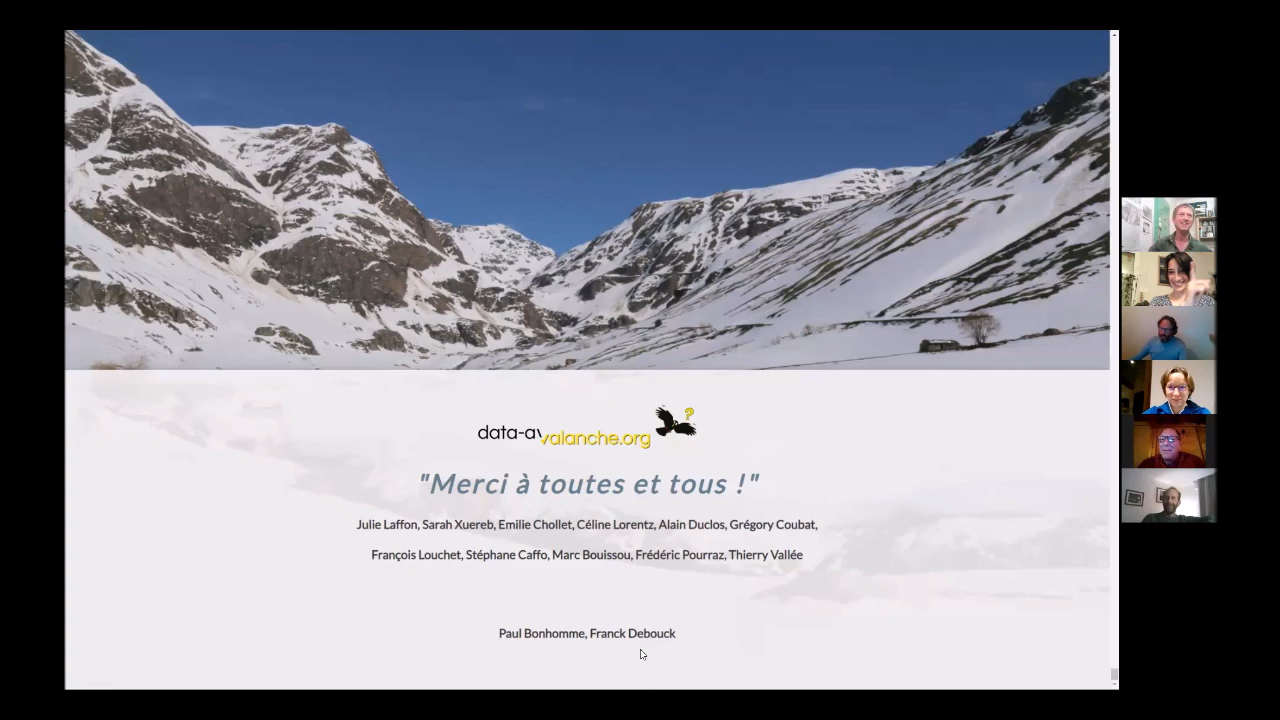 data-avalanche.org
?
"Merci à toutes et tous !"
Julie Laffon, Sarah Xuereb, Emilie Chollet, Céline Lorentz, Alain Duclos, Grégory Coubat,
François Louchet, Stéphane Caffo, Marc Bouissou, Frédéric Pourraz, Thierry Vallée
Paul Bonhomme, Franck Debouck